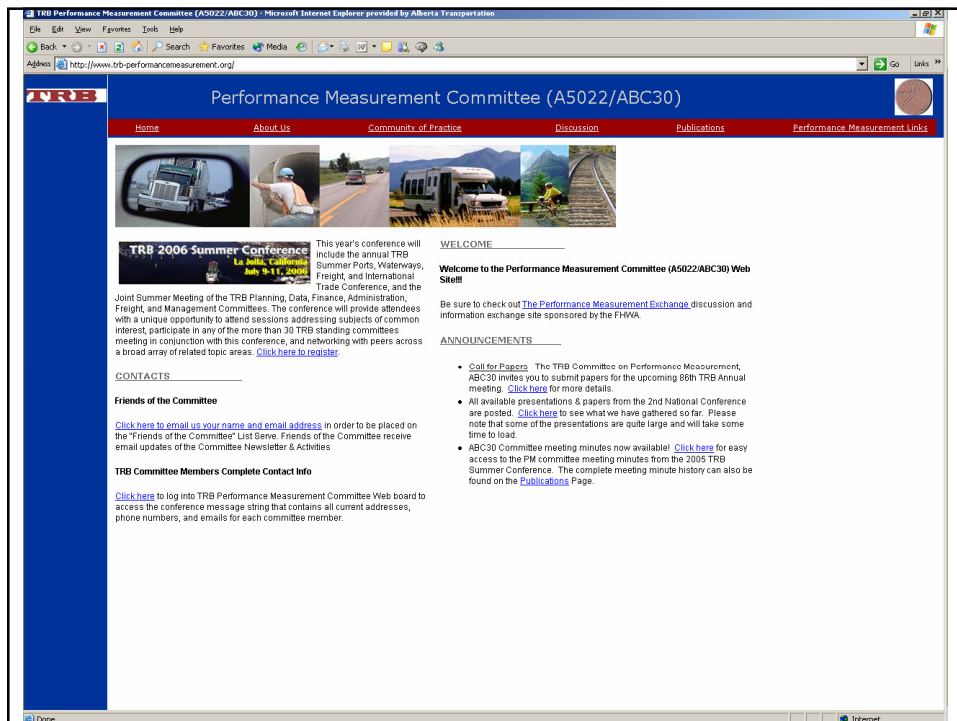 TRB Performance Measurement Committee (A5022/ABC30) - Microsoft Internet Explorer provided by Alberta Transportation
File Edit View Favorites Tools Help
Back Search Favorites Media
Address http://www.trb-performancemeasurement.org/ Go Links »
TRB Performance Measurement Committee (A5022/ABC30)
Home About Us Community of Practice Discussion Publications Performance Measurement Links
TRB 2006 Summer Conference
La Jolla, California
July 9-11, 2006
This year's conference will
include the annual TRB
Summer Ports, Waterways,
Freight, and International
Trade Conference, and the
Joint Summer Meeting of the TRB Planning, Data, Finance, Administration,
Freight, and Management Committees. The conference will provide attendees
with a unique opportunity to attend sessions addressing subjects of common
interest, participate in any of the more than 30 TRB standing committees
meeting in conjunction with this conference, and networking with peers across
a broad array of related topic areas. Click here to register.
CONTACTS
Friends of the Committee
Click here to email us your name and email address in order to be placed on
the "Friends of the Committee" List Serve. Friends of the Committee receive
email updates of the Committee Newsletter & Activities
TRB Committee Members Complete Contact Info
Click here to log into TRB Performance Measurement Committee Web board to
access the conference message string that contains all current addresses,
phone numbers, and emails for each committee member.
WELCOME
Welcome to the Performance Measurement Committee (A5022/ABC30) Web
Site!!!
Be sure to check out The Performance Measurement Exchange discussion and
information exchange site sponsored by the FHWA.
ANNOUNCEMENTS
• Call for Papers The TRB Committee on Performance Measurement,
ABC30 invites you to submit papers for the upcoming 86th TRB Annual
meeting. Click here for more details.
• All available presentations & papers from the 2nd National Conference
are posted. Click here to see what we have gathered so far. Please
note that some of the presentations are quite large and will take some
time to load.
• ABC30 Committee meeting minutes now available! Click here for easy
access to the PM committee meeting minutes from the 2005 TRB
Summer Conference. The complete meeting minute history can also be
found on the Publications Page.
Done Internet